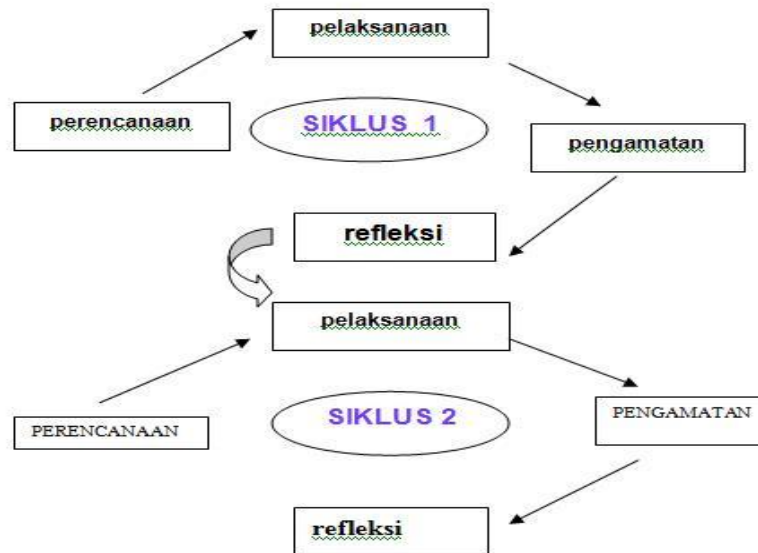 pelaksanaan
perencanaan
SIKLUS 1
pengamatan
refleksi
pelaksanaan
PERENCANAAN
SIKLUS 2
PENGAMATAN
refleksi